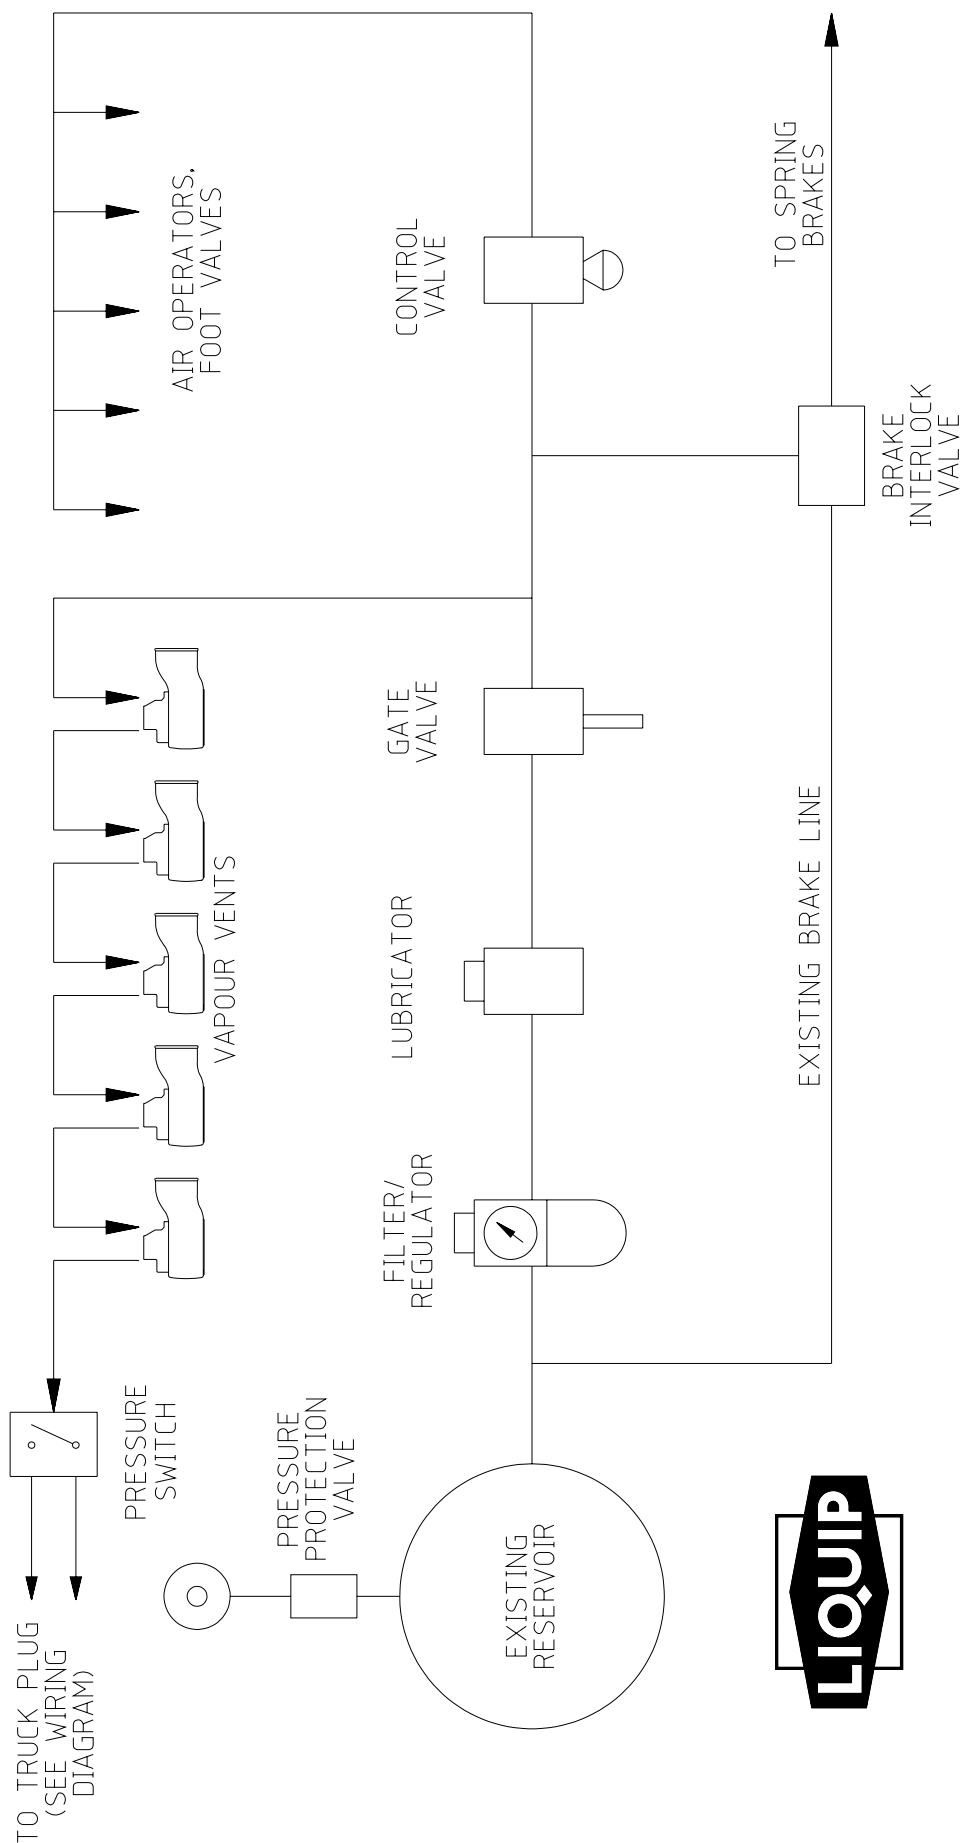 TO TRUCK PLUG
(SEE WIRING
DIAGRAM)
PRESSURE
SWITCH
VAPOUR VENTS
AIR OPERATORS,
FOOT VALVES
PRESSURE
PROTECTION
VALVE
EXISTING
RESERVOIR
FILTER/
REGULATOR
LUBRICATOR
GATE
VALVE
CONTROL
VALVE
EXISTING BRAKE LINE
BRAKE
INTERLOCK
VALVE
TO SPRING
BRAKES
LIQUIP